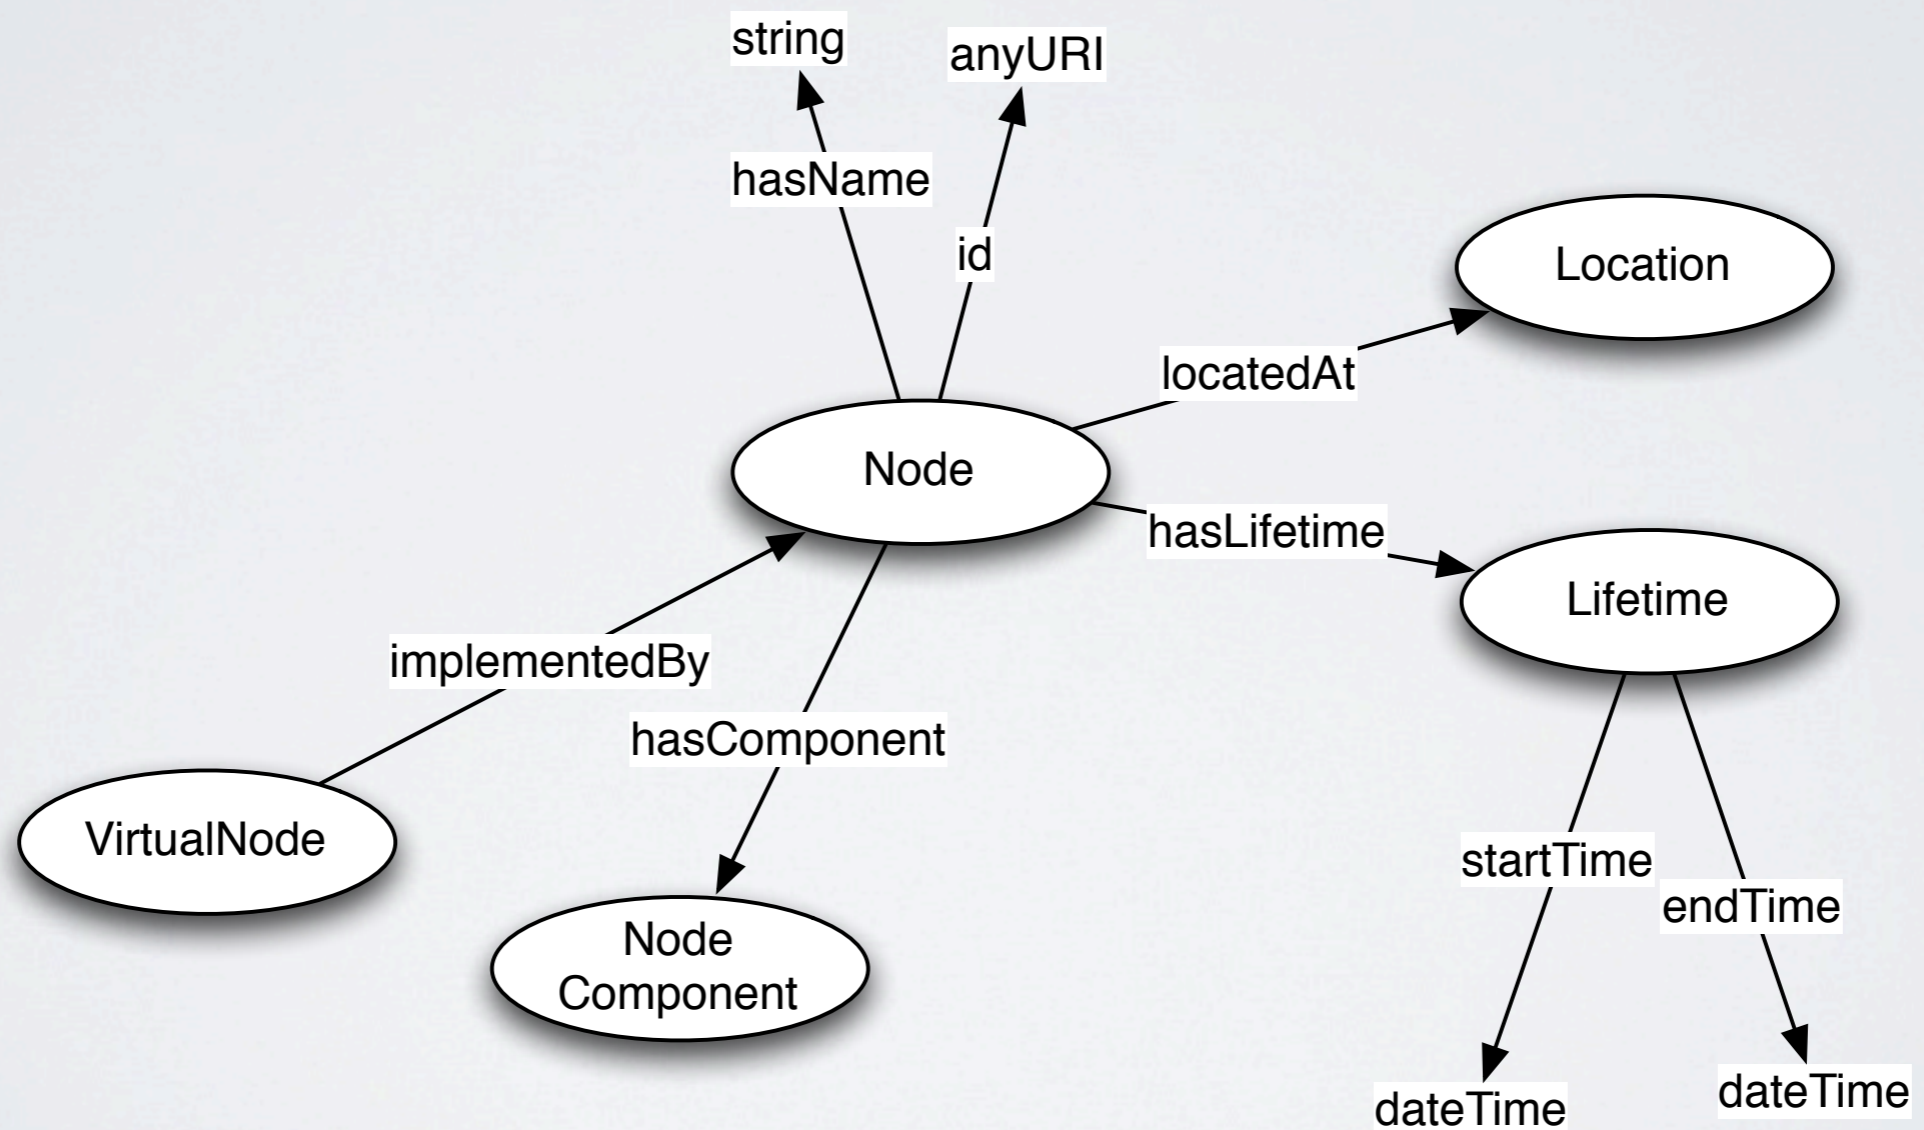 string
anyURI
hasName
id
Location
locatedAt
Node
hasLifetime
Lifetime
implementedBy
hasComponent
VirtualNode
startTime
endTime
Node
Component
dateTime
dateTime